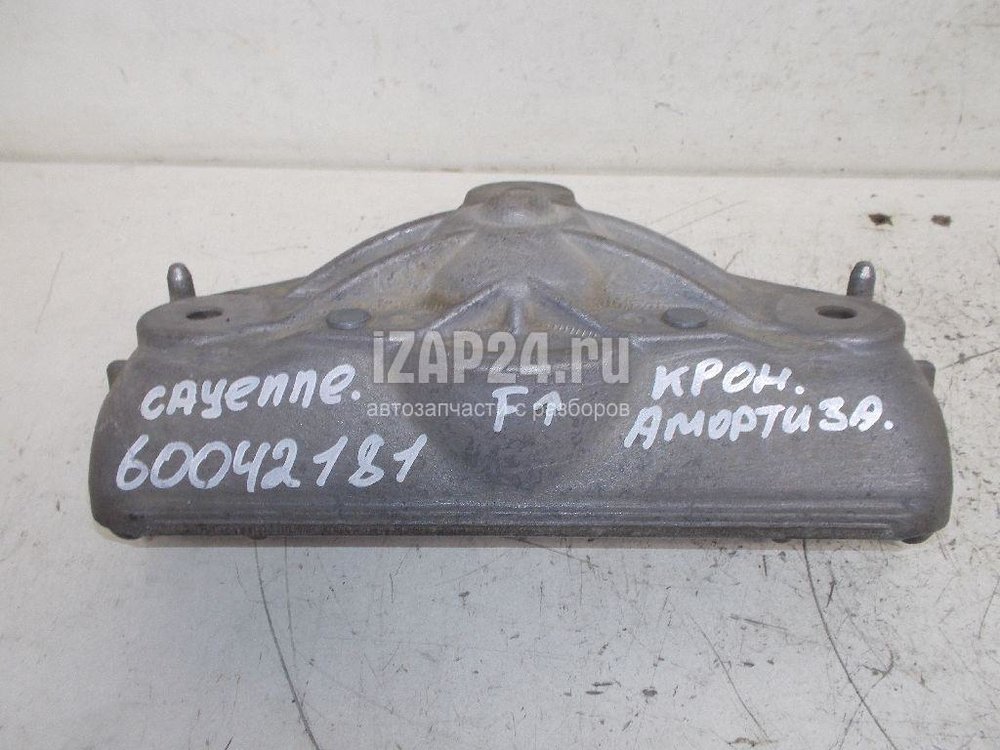 iZAP24.ru
автозапчасти с разборов
Cayenne.
60042181
F1
КРОН.
АМОРТИЗА.